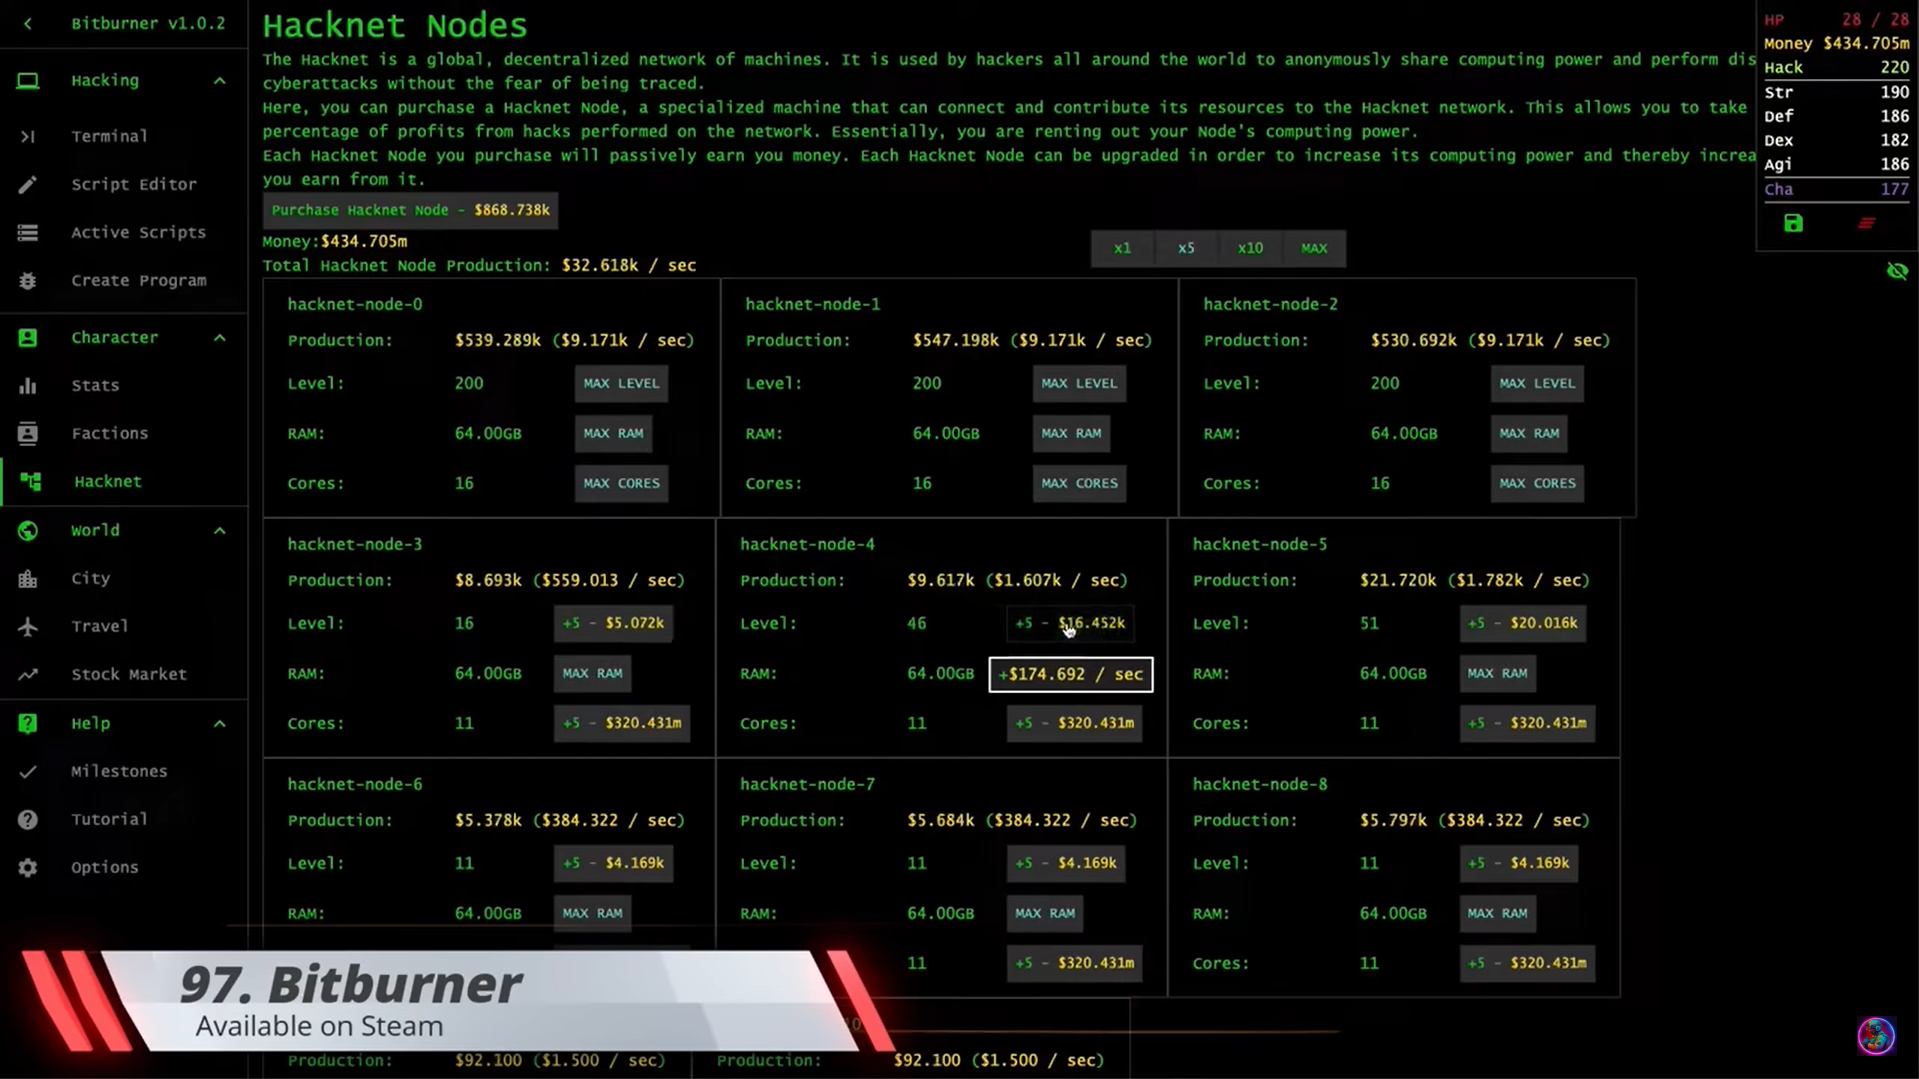 Bitburner v1.0.2
Hacking
Terminal
Script Editor
Active Scripts
Create Program
Character
Stats
Factions
Hacknet
World
City
Travel
Stock Market
Help
Milestones
Tutorial
Options
Hacknet Nodes
The Hacknet is a global, decentralized network of machines. It is used by hackers all around the world to anonymously share computing power and perform dis
cyberattacks without the fear of being traced.
Here, you can purchase a Hacknet Node, a specialized machine that can connect and contribute its resources to the Hacknet network. This allows you to take
percentage of profits from hacks performed on the network. Essentially, you are renting out your Node's computing power.
Each Hacknet Node you purchase will passively earn you money. Each Hacknet Node can be upgraded in order to increase its computing power and thereby increa
you earn from it.
Purchase Hacknet Node - $868.738k
Money:$434.705m
Total Hacknet Node Production: $32.618k / sec
x1 x5 x10 MAX
hacknet-node-0
Production: $539.289k ($9.171k / sec)
Level: 200 MAX LEVEL
RAM: 64.00GB MAX RAM
Cores: 16 MAX CORES
hacknet-node-1
Production: $547.198k ($9.171k / sec)
Level: 200 MAX LEVEL
RAM: 64.00GB MAX RAM
Cores: 16 MAX CORES
hacknet-node-2
Production: $530.692k ($9.171k / sec)
Level: 200 MAX LEVEL
RAM: 64.00GB MAX RAM
Cores: 16 MAX CORES
hacknet-node-3
Production: $8.693k ($559.013 / sec)
Level: 16 +5 - $5.072k
RAM: 64.00GB MAX RAM
Cores: 11 +5 - $320.431m
hacknet-node-4
Production: $9.617k ($1.607k / sec)
Level: 46 +5 - $16.452k
RAM: 64.00GB +$174.692 / sec
Cores: 11 +5 - $320.431m
hacknet-node-5
Production: $21.720k ($1.782k / sec)
Level: 51 +5 - $20.016k
RAM: 64.00GB MAX RAM
Cores: 11 +5 - $320.431m
hacknet-node-6
Production: $5.378k ($384.322 / sec)
Level: 11 +5 - $4.169k
RAM: 64.00GB MAX RAM
hacknet-node-7
Production: $5.684k ($384.322 / sec)
Level: 11 +5 - $4.169k
RAM: 64.00GB MAX RAM
11 +5 - $320.431m
hacknet-node-8
Production: $5.797k ($384.322 / sec)
Level: 11 +5 - $4.169k
RAM: 64.00GB MAX RAM
Cores: 11 +5 - $320.431m
Production: $92.100 ($1.500 / sec)
Production: $92.100 ($1.500 / sec)
HP 28 / 28
Money $434.705m
Hack 220
Str 190
Def 186
Dex 182
Agi 186
Cha 177
97. Bitburner
Available on Steam